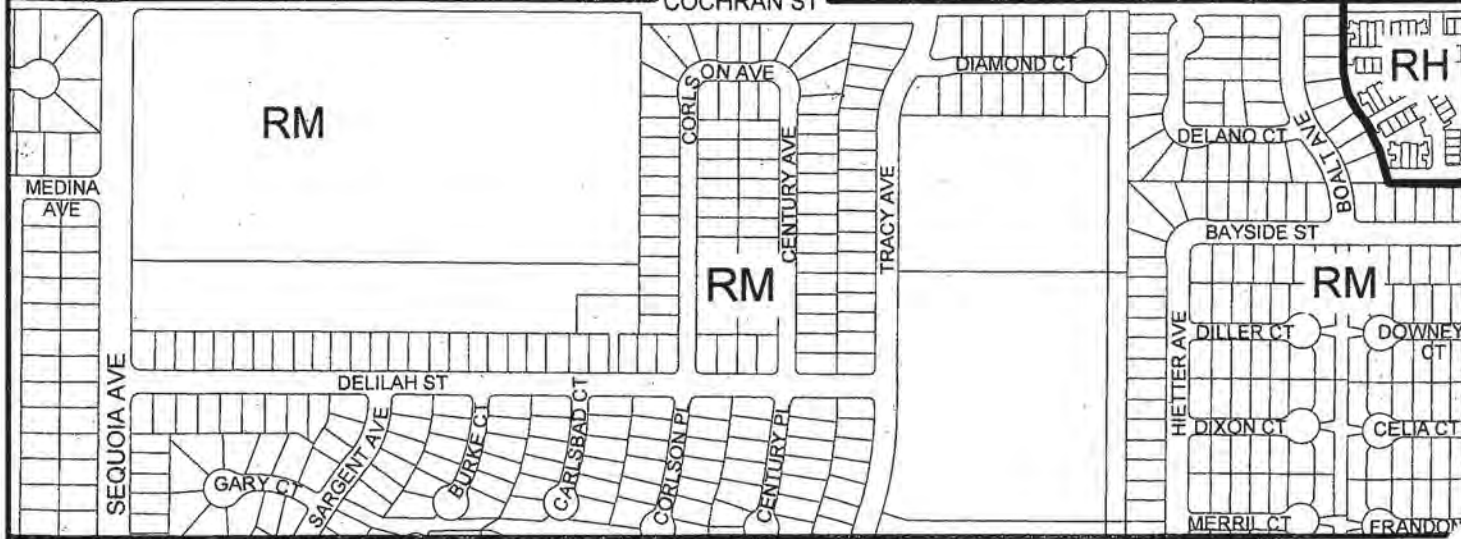 COCHRAN ST
RH
DIAMOND CT
CORLSON AVE
RM
DELANO CT
BOALT AVE
MEDINA
AVE
CENTURY AVE
TRACY AVE
BAYSIDE ST
RM
RM
DILLER CT
DOWNEY
CT
HIETTER AVE
DELILAH ST
SEQUOIA AVE
SARGENT AVE
BURKE CT
CARLSBAD CT
CORLSON PL
CENTURY PL
DIXON CT
CELIA CT
GARY CT
MERRIL CT
FRANDON